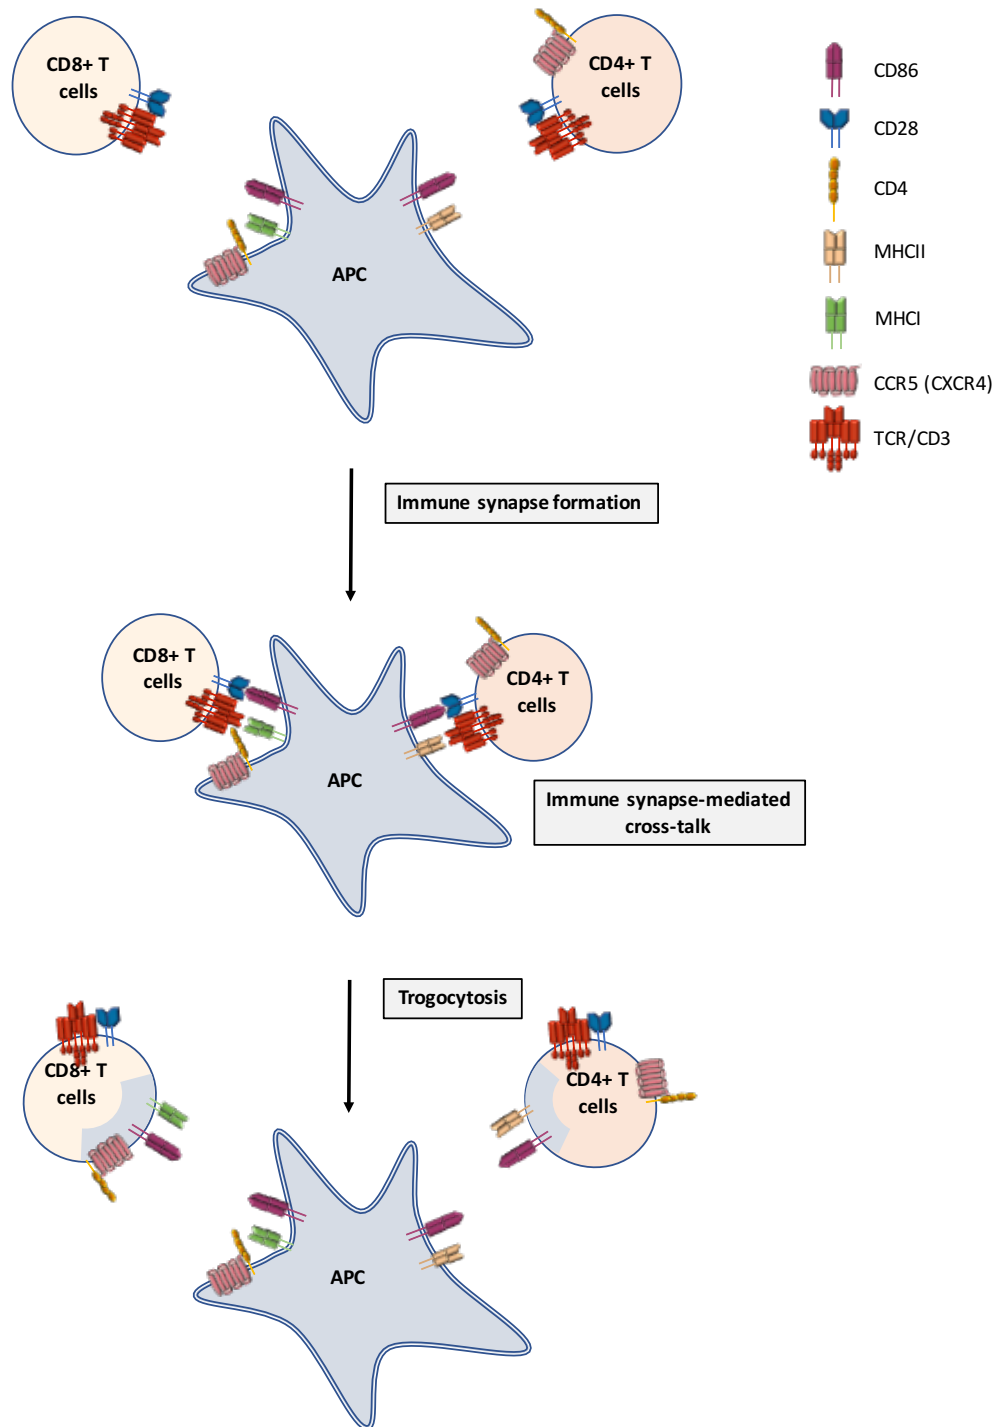 CD8+ T
cells
CD4+ T
cells
CD86
CD28
CD4
MHCII
MHCI
CCR5 (CXCR4)
TCR/CD3
APC
Immune synapse formation
CD8+ T
cells
CD4+ T
cells
APC
Immune synapse-mediated
cross-talk
Trogocytosis
CD8+ T
cells
CD4+ T
cells
APC